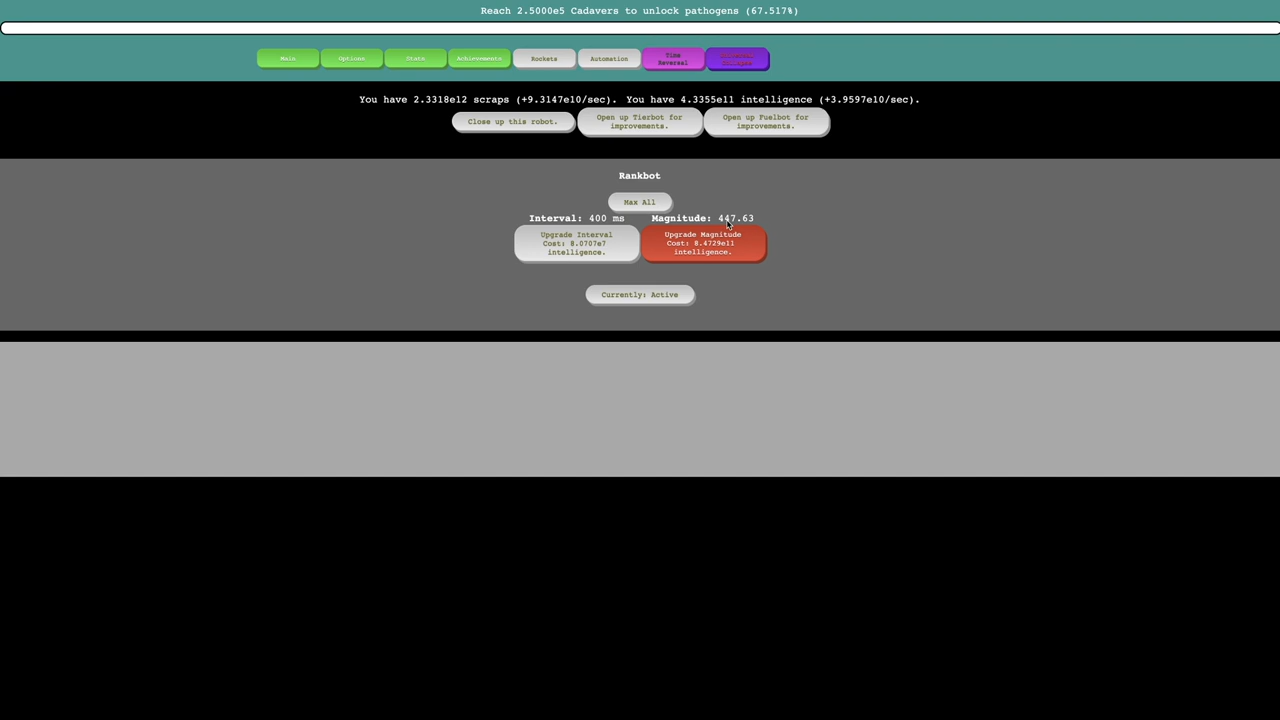 Reach 2.5000e5 Cadavers to unlock pathogens (67.517%)
Main
Options
Stats
Achievements
Rockets
Automation
Time
Reversal
Universal
Collapse
You have 2.3318e12 scraps (+9.3147e10/sec). You have 4.3355e11 intelligence (+3.9597e10/sec).
Close up this robot.
Open up Tierbot for
improvements.
Open up Fuelbot for
improvements.
Rankbot
Max All
Interval: 400 ms Magnitude: 447.63
Upgrade Interval
Cost: 8.0707e7
intelligence.
Upgrade Magnitude
Cost: 8.4729e11
intelligence.
Currently: Active